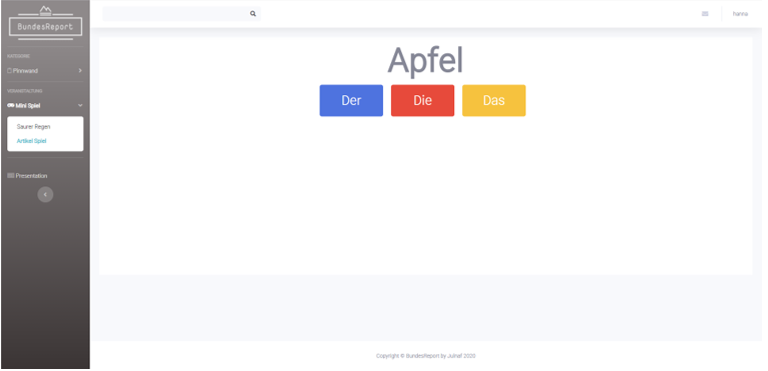 BundesReport
hanna
KATEGORIE
Pinnwand
VERANSTALTUNG
Mini Spiel
Saurer Regen
Artikel Spiel
Presentation
Apfel
Der Die Das
Copyright © BundesReport by Julnaf 2020